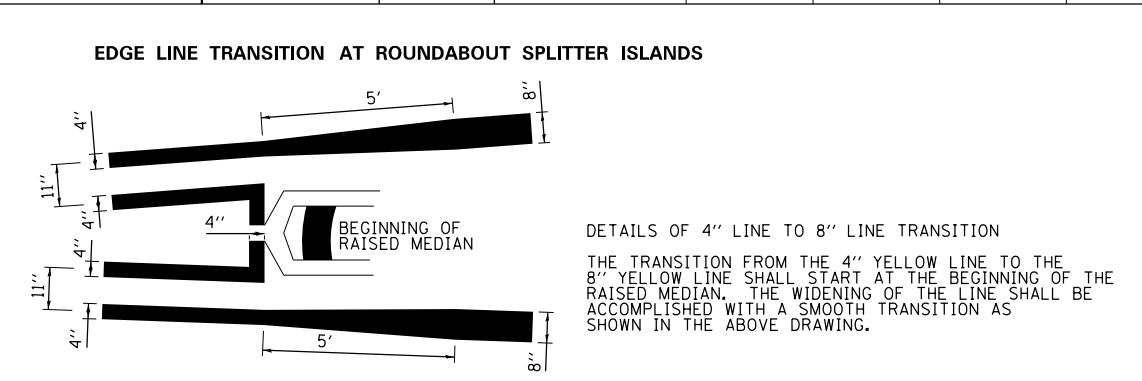 EDGE LINE TRANSITION AT ROUNDABOUT SPLITTER ISLANDS
5'
8''
4''
11''
4''
4''
BEGINNING OF
RAISED MEDIAN
4''
11''
4''
5'
8''
DETAILS OF 4'' LINE TO 8'' LINE TRANSITION
THE TRANSITION FROM THE 4'' YELLOW LINE TO THE
8'' YELLOW LINE SHALL START AT THE BEGINNING OF THE
RAISED MEDIAN. THE WIDENING OF THE LINE SHALL BE
ACCOMPLISHED WITH A SMOOTH TRANSITION AS
SHOWN IN THE ABOVE DRAWING.